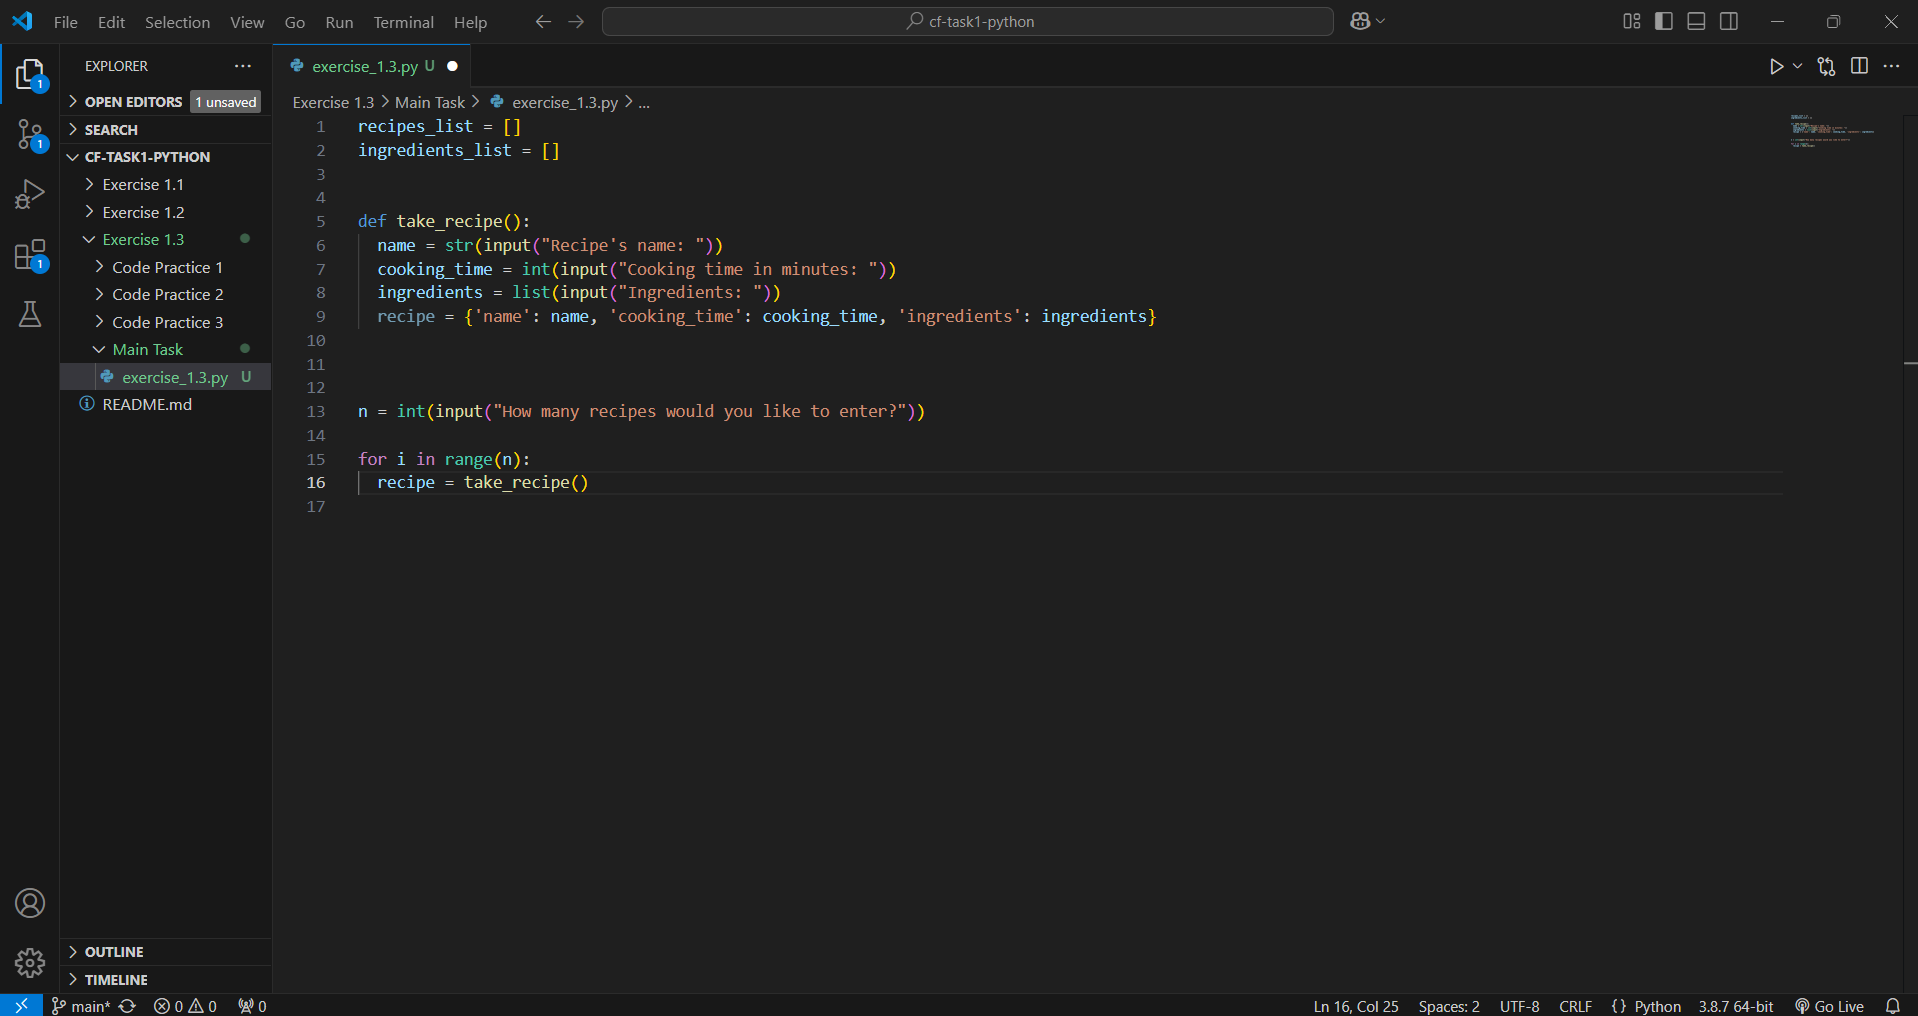 File Edit Selection View Go Run Terminal Help
cf-task1-python
EXPLORER
OPEN EDITORS 1 unsaved
SEARCH
CF-TASK1-PYTHON
Exercise 1.1
Exercise 1.2
Exercise 1.3
Code Practice 1
Code Practice 2
Code Practice 3
Main Task
exercise_1.3.py U
README.md
OUTLINE
TIMELINE
1
1
1
exercise_1.3.py U
Exercise 1.3 > Main Task > exercise_1.3.py > ...
1 recipes_list = []
2 ingredients_list = []
3
4
5 def take_recipe():
6   name = str(input("Recipe's name: "))
7   cooking_time = int(input("Cooking time in minutes: "))
8   ingredients = list(input("Ingredients: "))
9   recipe = {'name': name, 'cooking_time': cooking_time, 'ingredients': ingredients}
10
11
12
13 n = int(input("How many recipes would you like to enter?"))
14
15 for i in range(n):
16   recipe = take_recipe()
17
main* 0 0 0 Ln 16, Col 25 Spaces: 2 UTF-8 CRLF {} Python 3.8.7 64-bit Go Live